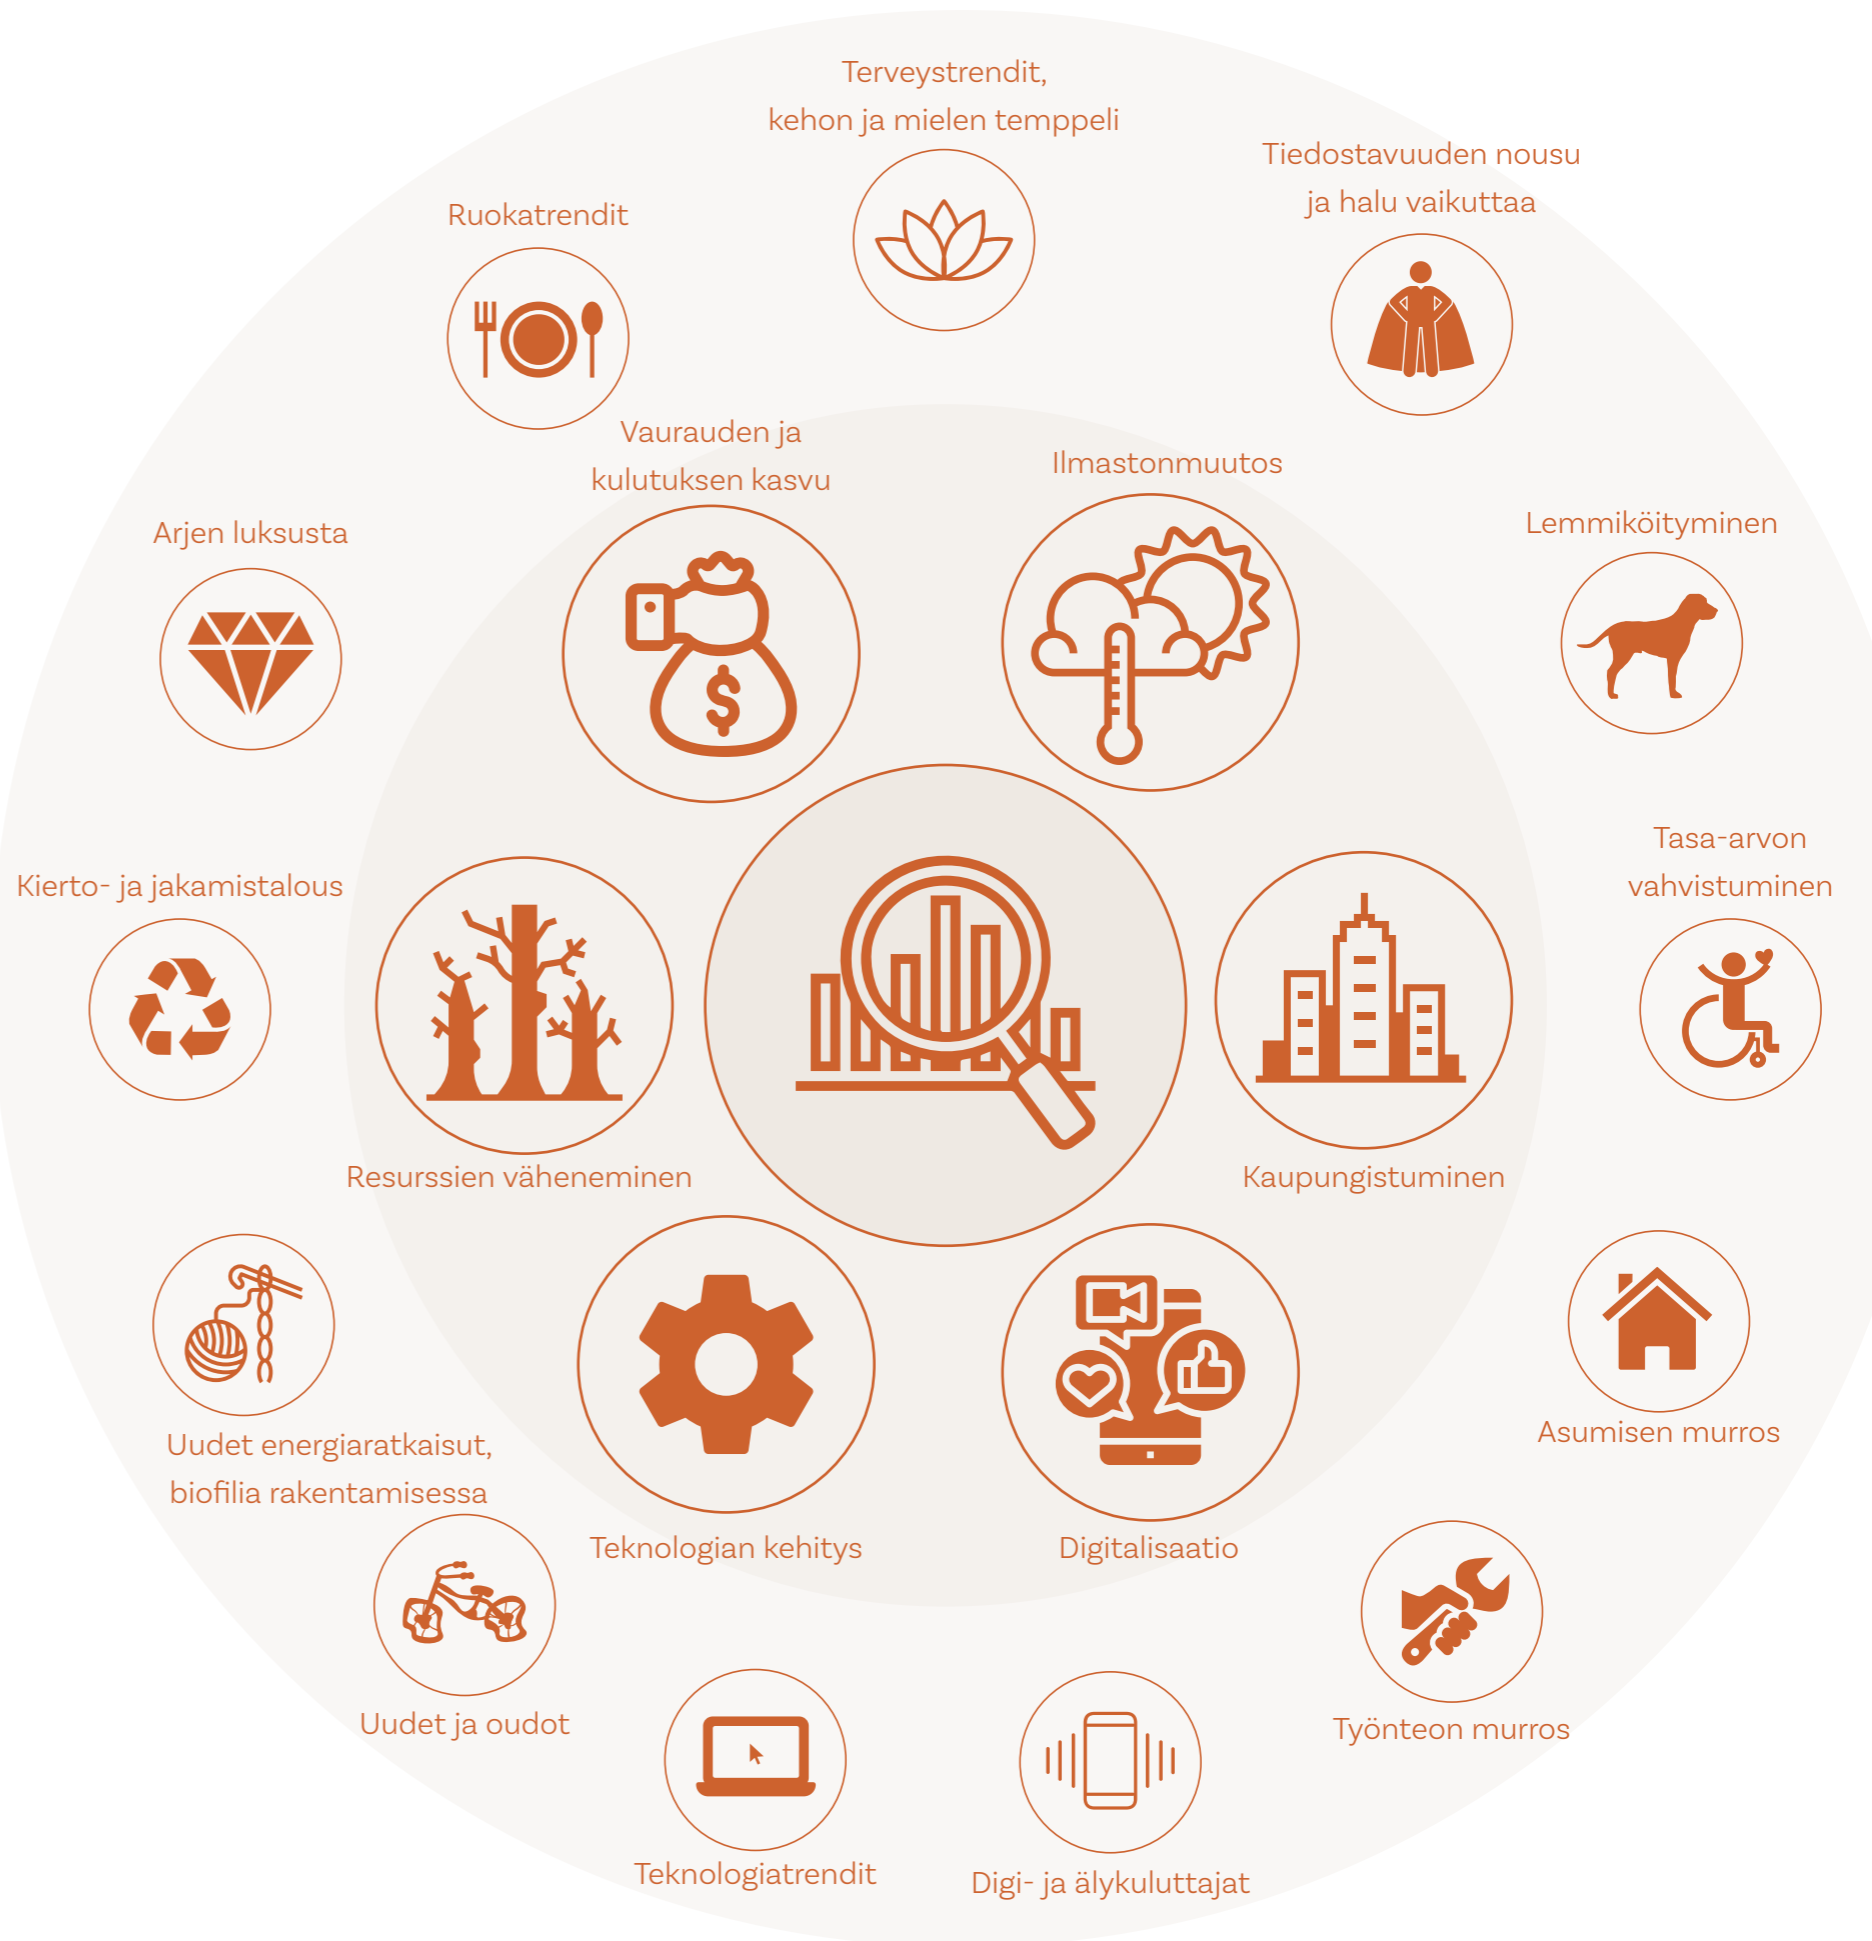 Terveystrendit,
kehon ja mielen temppeli
Tiedostavuuden nousu
ja halu vaikuttaa
Ruokatrendit
Vaurauden ja
kulutuksen kasvu
Ilmastonmuutos
Arjen luksusta
Lemmiköityminen
$
Kierto- ja jakamistalous
Tasa-arvon
vahvistuminen
Resurssien väheneminen
Kaupungistuminen
Uudet energiaratkaisut,
biofilia rakentamisessa
Asumisen murros
Teknologian kehitys
Digitalisaatio
Uudet ja oudot
Työnteon murros
Teknologiatrendit
Digi- ja älykuluttajat